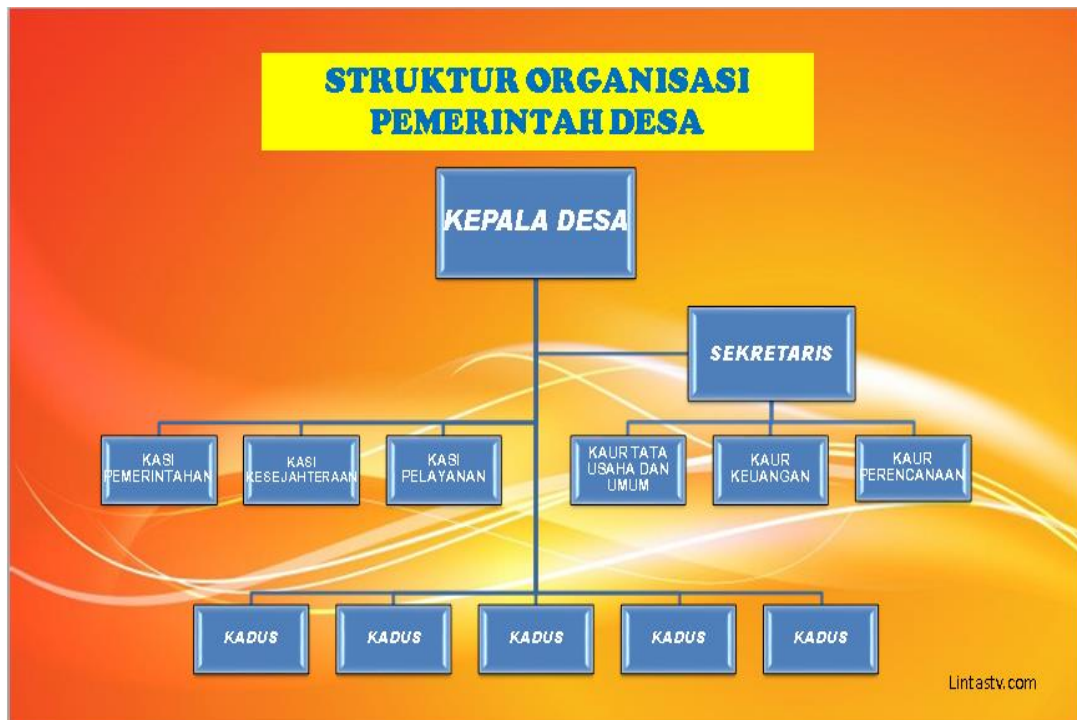 STRUKTUR ORGANISASI
PEMERINTAH DESA
KEPALA DESA
SEKRETARIS
KASI
PEMERINTAHAN
KASI
KESEJAHTERAAN
KASI
PELAYANAN
KAUR TATA
USAHA DAN
UMUM
KAUR
KEUANGAN
KAUR
PERENCANAAN
KADUS
KADUS
KADUS
KADUS
KADUS
Lintastv.com